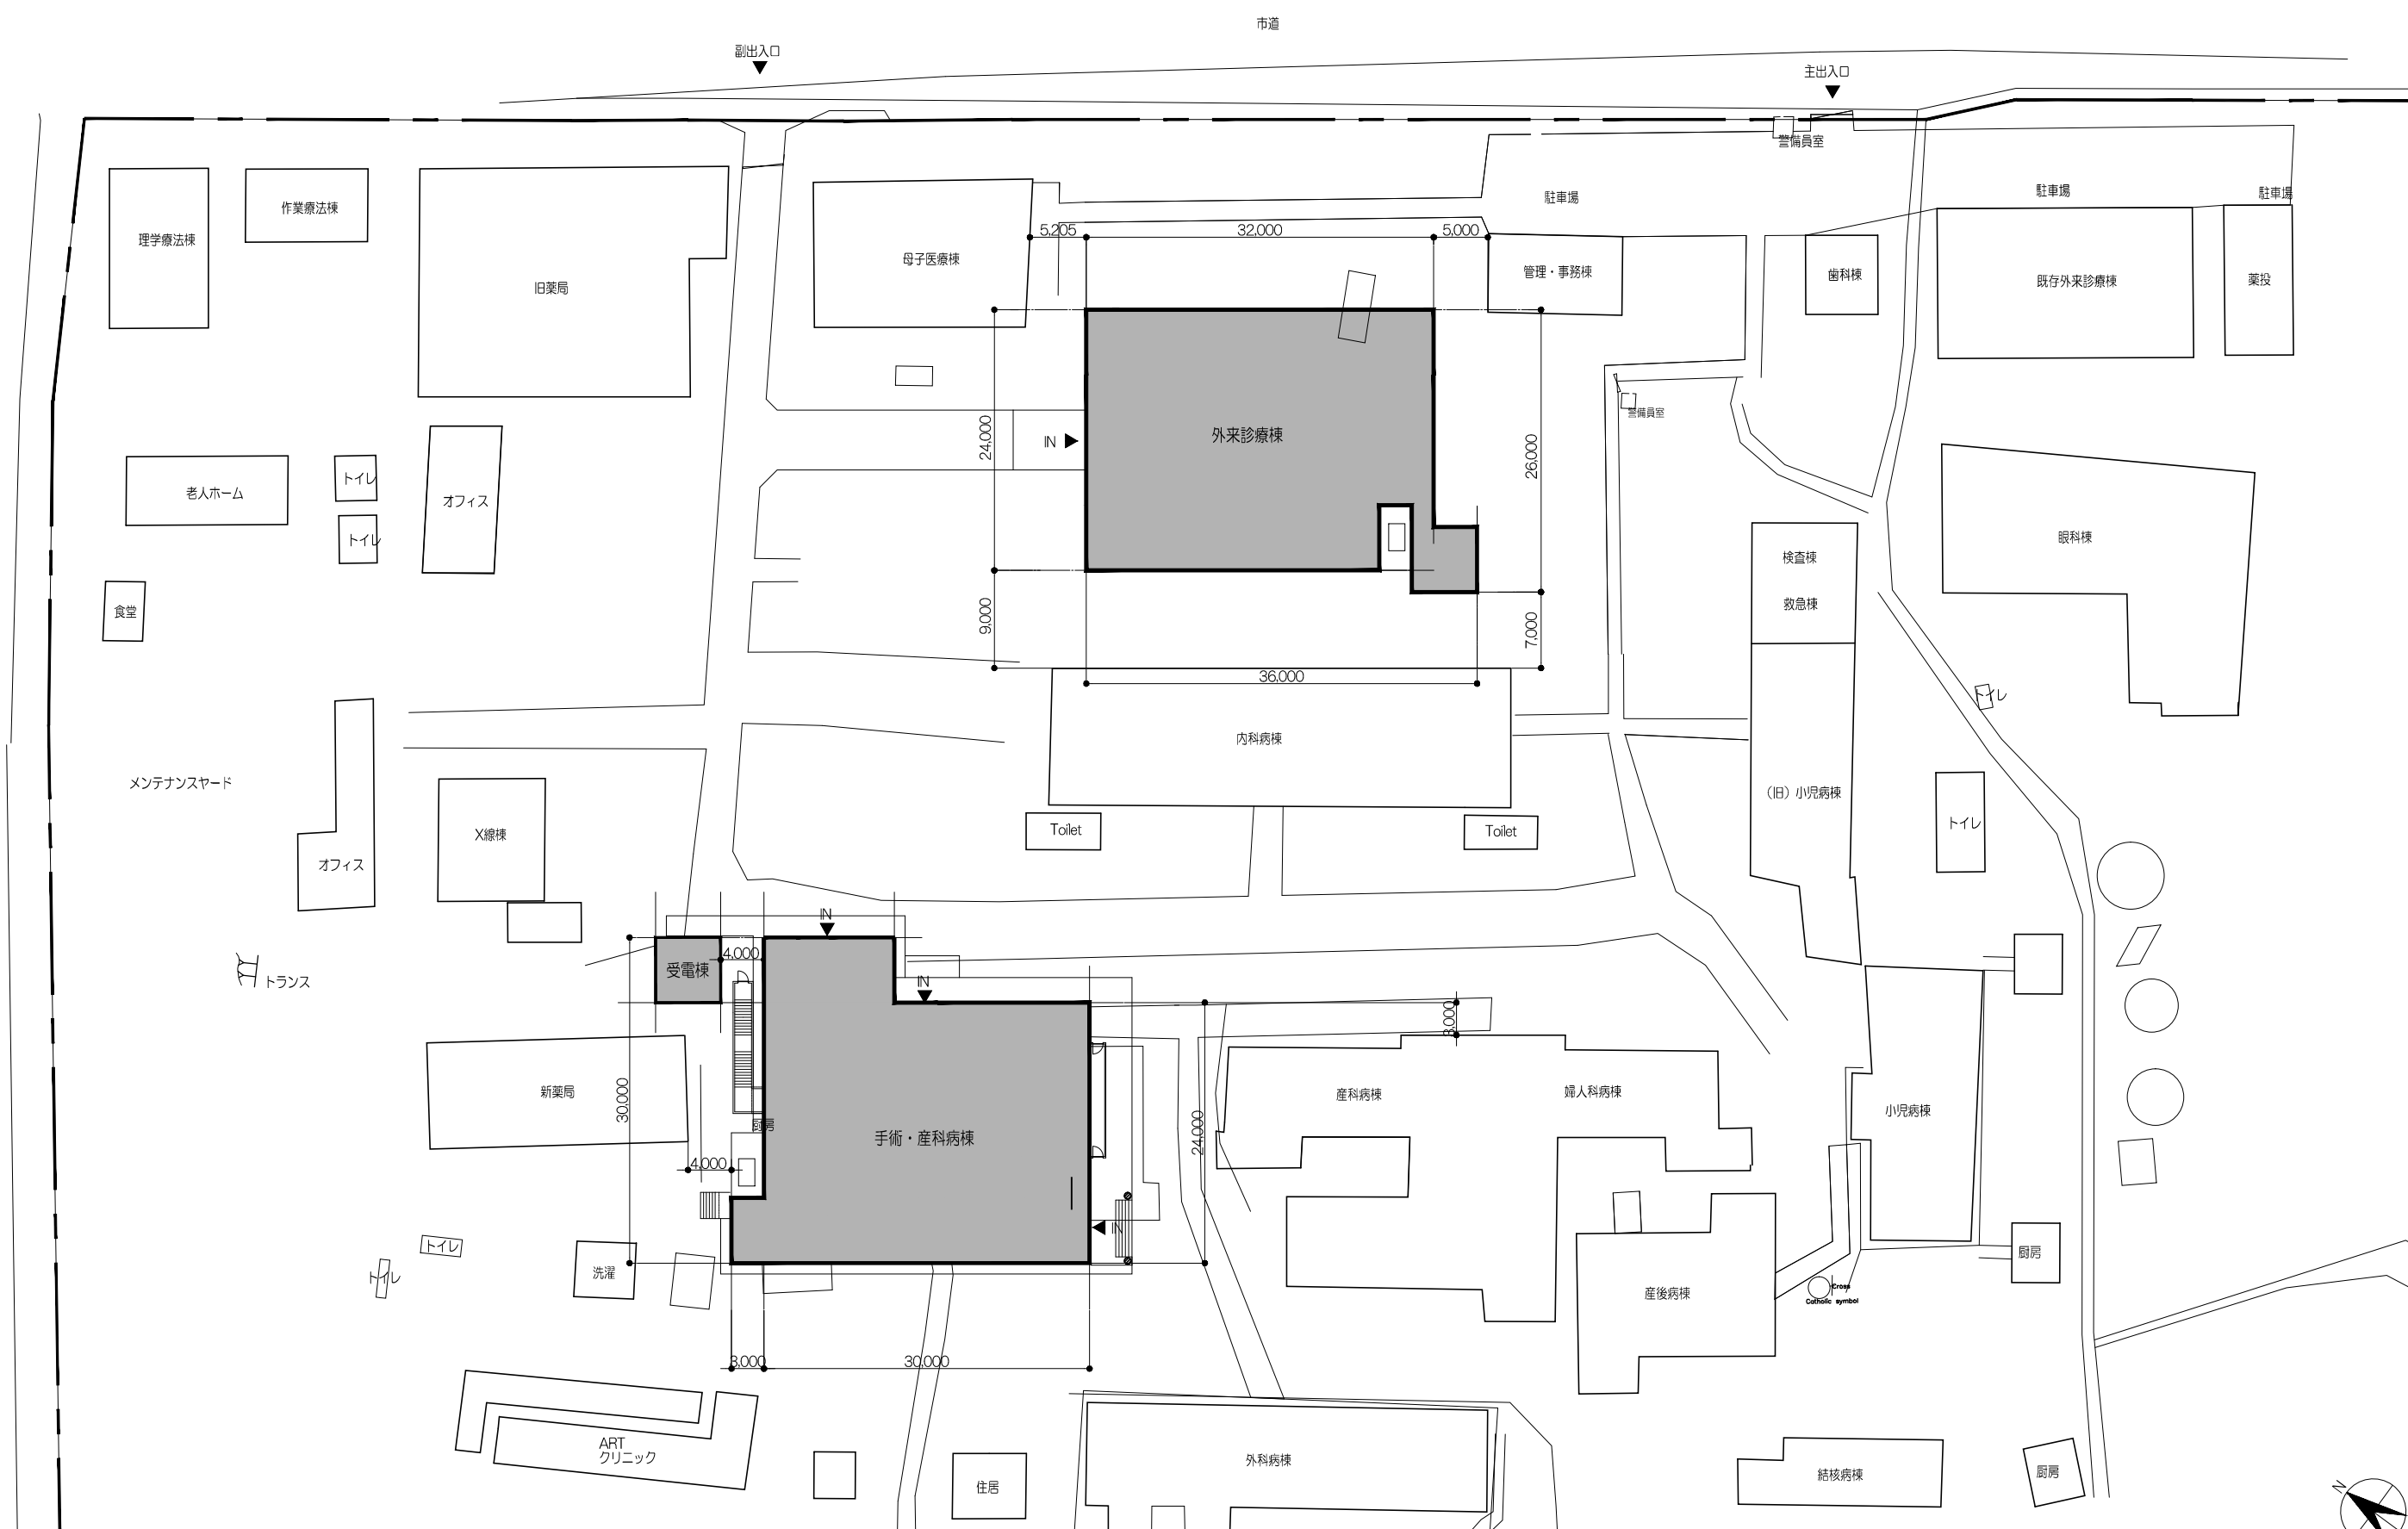 市道
副出入口
主出入口
警備員室
駐車場
駐車場
駐車場
理学療法棟
作業療法棟
旧薬局
母子医療棟
5,205
32,000
5,000
管理・事務棟
歯科棟
既存外来診療棟
薬投
警備員室
24,000
IN
外来診療棟
26,000
老人ホーム
トイレ
トイレ
オフィス
食堂
検査棟
救急棟
眼科棟
9,000
7,000
36,000
トイレ
内科病棟
メンテナンスヤード
オフィス
X線棟
Toilet
Toilet
(旧) 小児病棟
トイレ
IN
受電棟
4,000
IN
トランス
3,000
30,000
新薬局
厨房
手術・産科病棟
24,000
産科病棟
婦人科病棟
小児病棟
4,000
IN
トイレ
トイレ
洗濯
産後病棟
Cross
Catholic symbol
厨房
3,000
30,000
ART
クリニック
住居
外科病棟
結核病棟
厨房
N